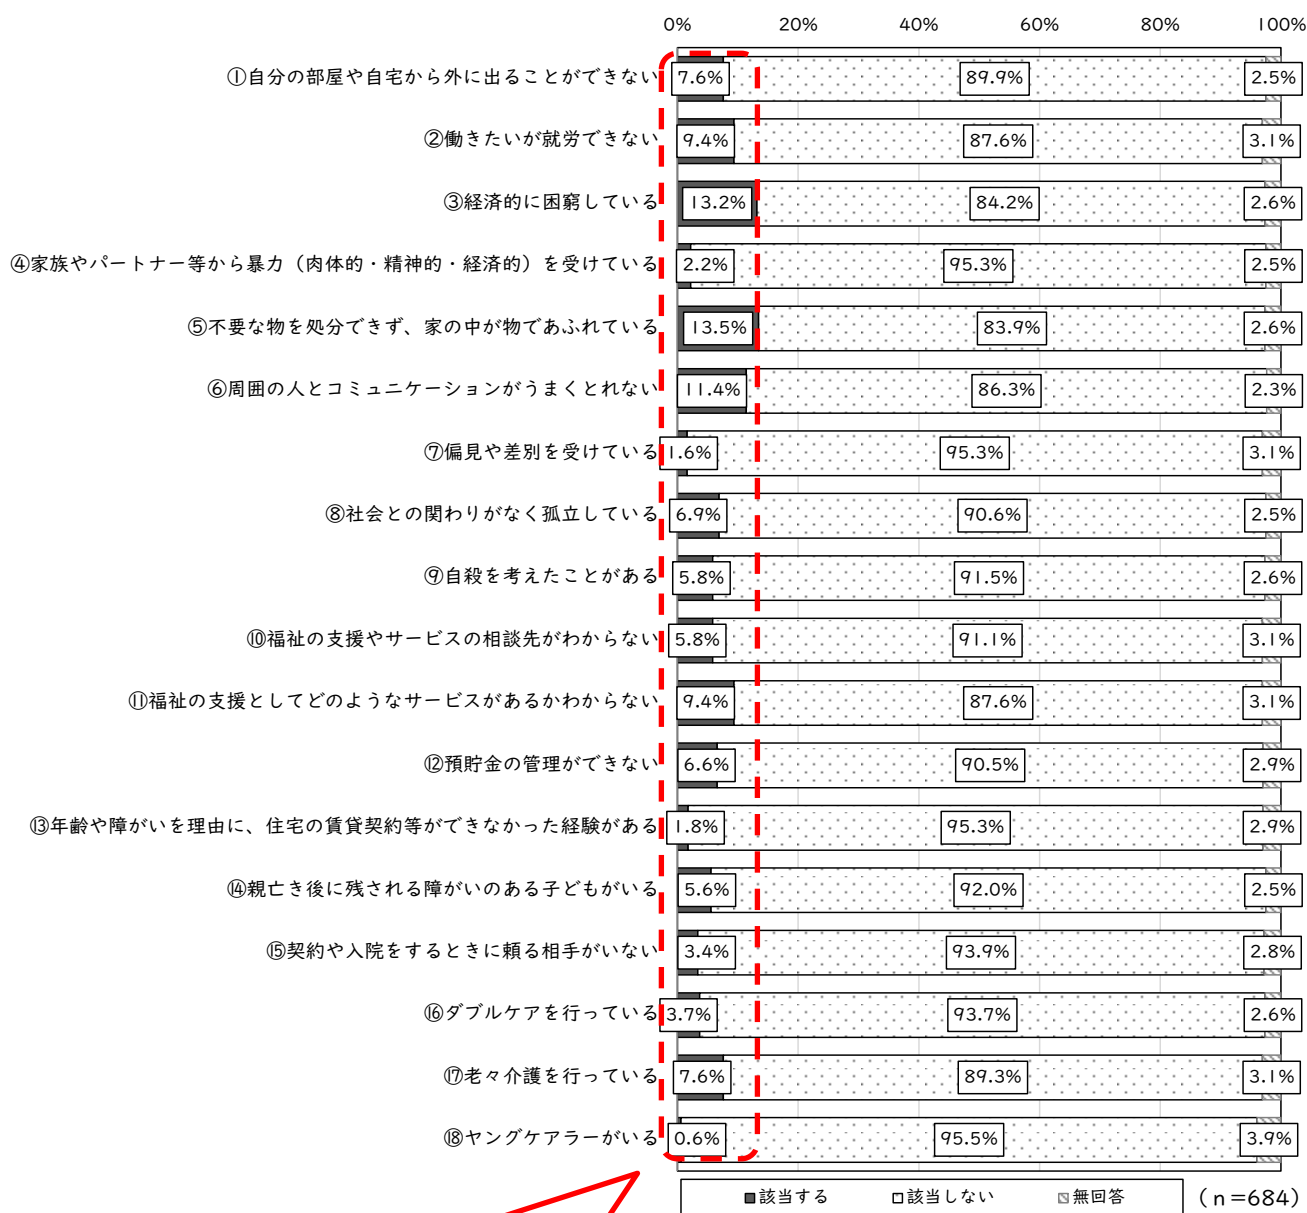 0% 20% 40% 60% 80% 100%
①自分の部屋や自宅から外に出ることができない 7.6% 89.9% 2.5%
②働きたいが就労できない 9.4% 87.6% 3.1%
③経済的に困窮している 13.2% 84.2% 2.6%
④家族やパートナー等から暴力（肉体的・精神的・経済的）を受けている 2.2% 95.3% 2.5%
⑤不要な物を処分できず、家の中が物であふれている 13.5% 83.9% 2.6%
⑥周囲の人とコミュニケーションがうまくとれない 11.4% 86.3% 2.3%
⑦偏見や差別を受けている 1.6% 95.3% 3.1%
⑧社会との関わりがなく孤立している 6.9% 90.6% 2.5%
⑨自殺を考えたことがある 5.8% 91.5% 2.6%
⑩福祉の支援やサービスの相談先がわからない 5.8% 91.1% 3.1%
⑪福祉の支援としてどのようなサービスがあるかわからない 9.4% 87.6% 3.1%
⑫預貯金の管理ができない 6.6% 90.5% 2.9%
⑬年齢や障がいを理由に、住宅の賃貸契約等ができなかった経験がある 1.8% 95.3% 2.9%
⑭親亡き後に残される障がいのある子どもがいる 5.6% 92.0% 2.5%
⑮契約や入院をするときに頼る相手がいない 3.4% 93.9% 2.8%
⑯ダブルケアを行っている 3.7% 93.7% 2.6%
⑰老々介護を行っている 7.6% 89.3% 3.1%
⑱ヤングケアラーがいる 0.6% 95.5% 3.9%
該当する 該当しない 無回答 （n=684）